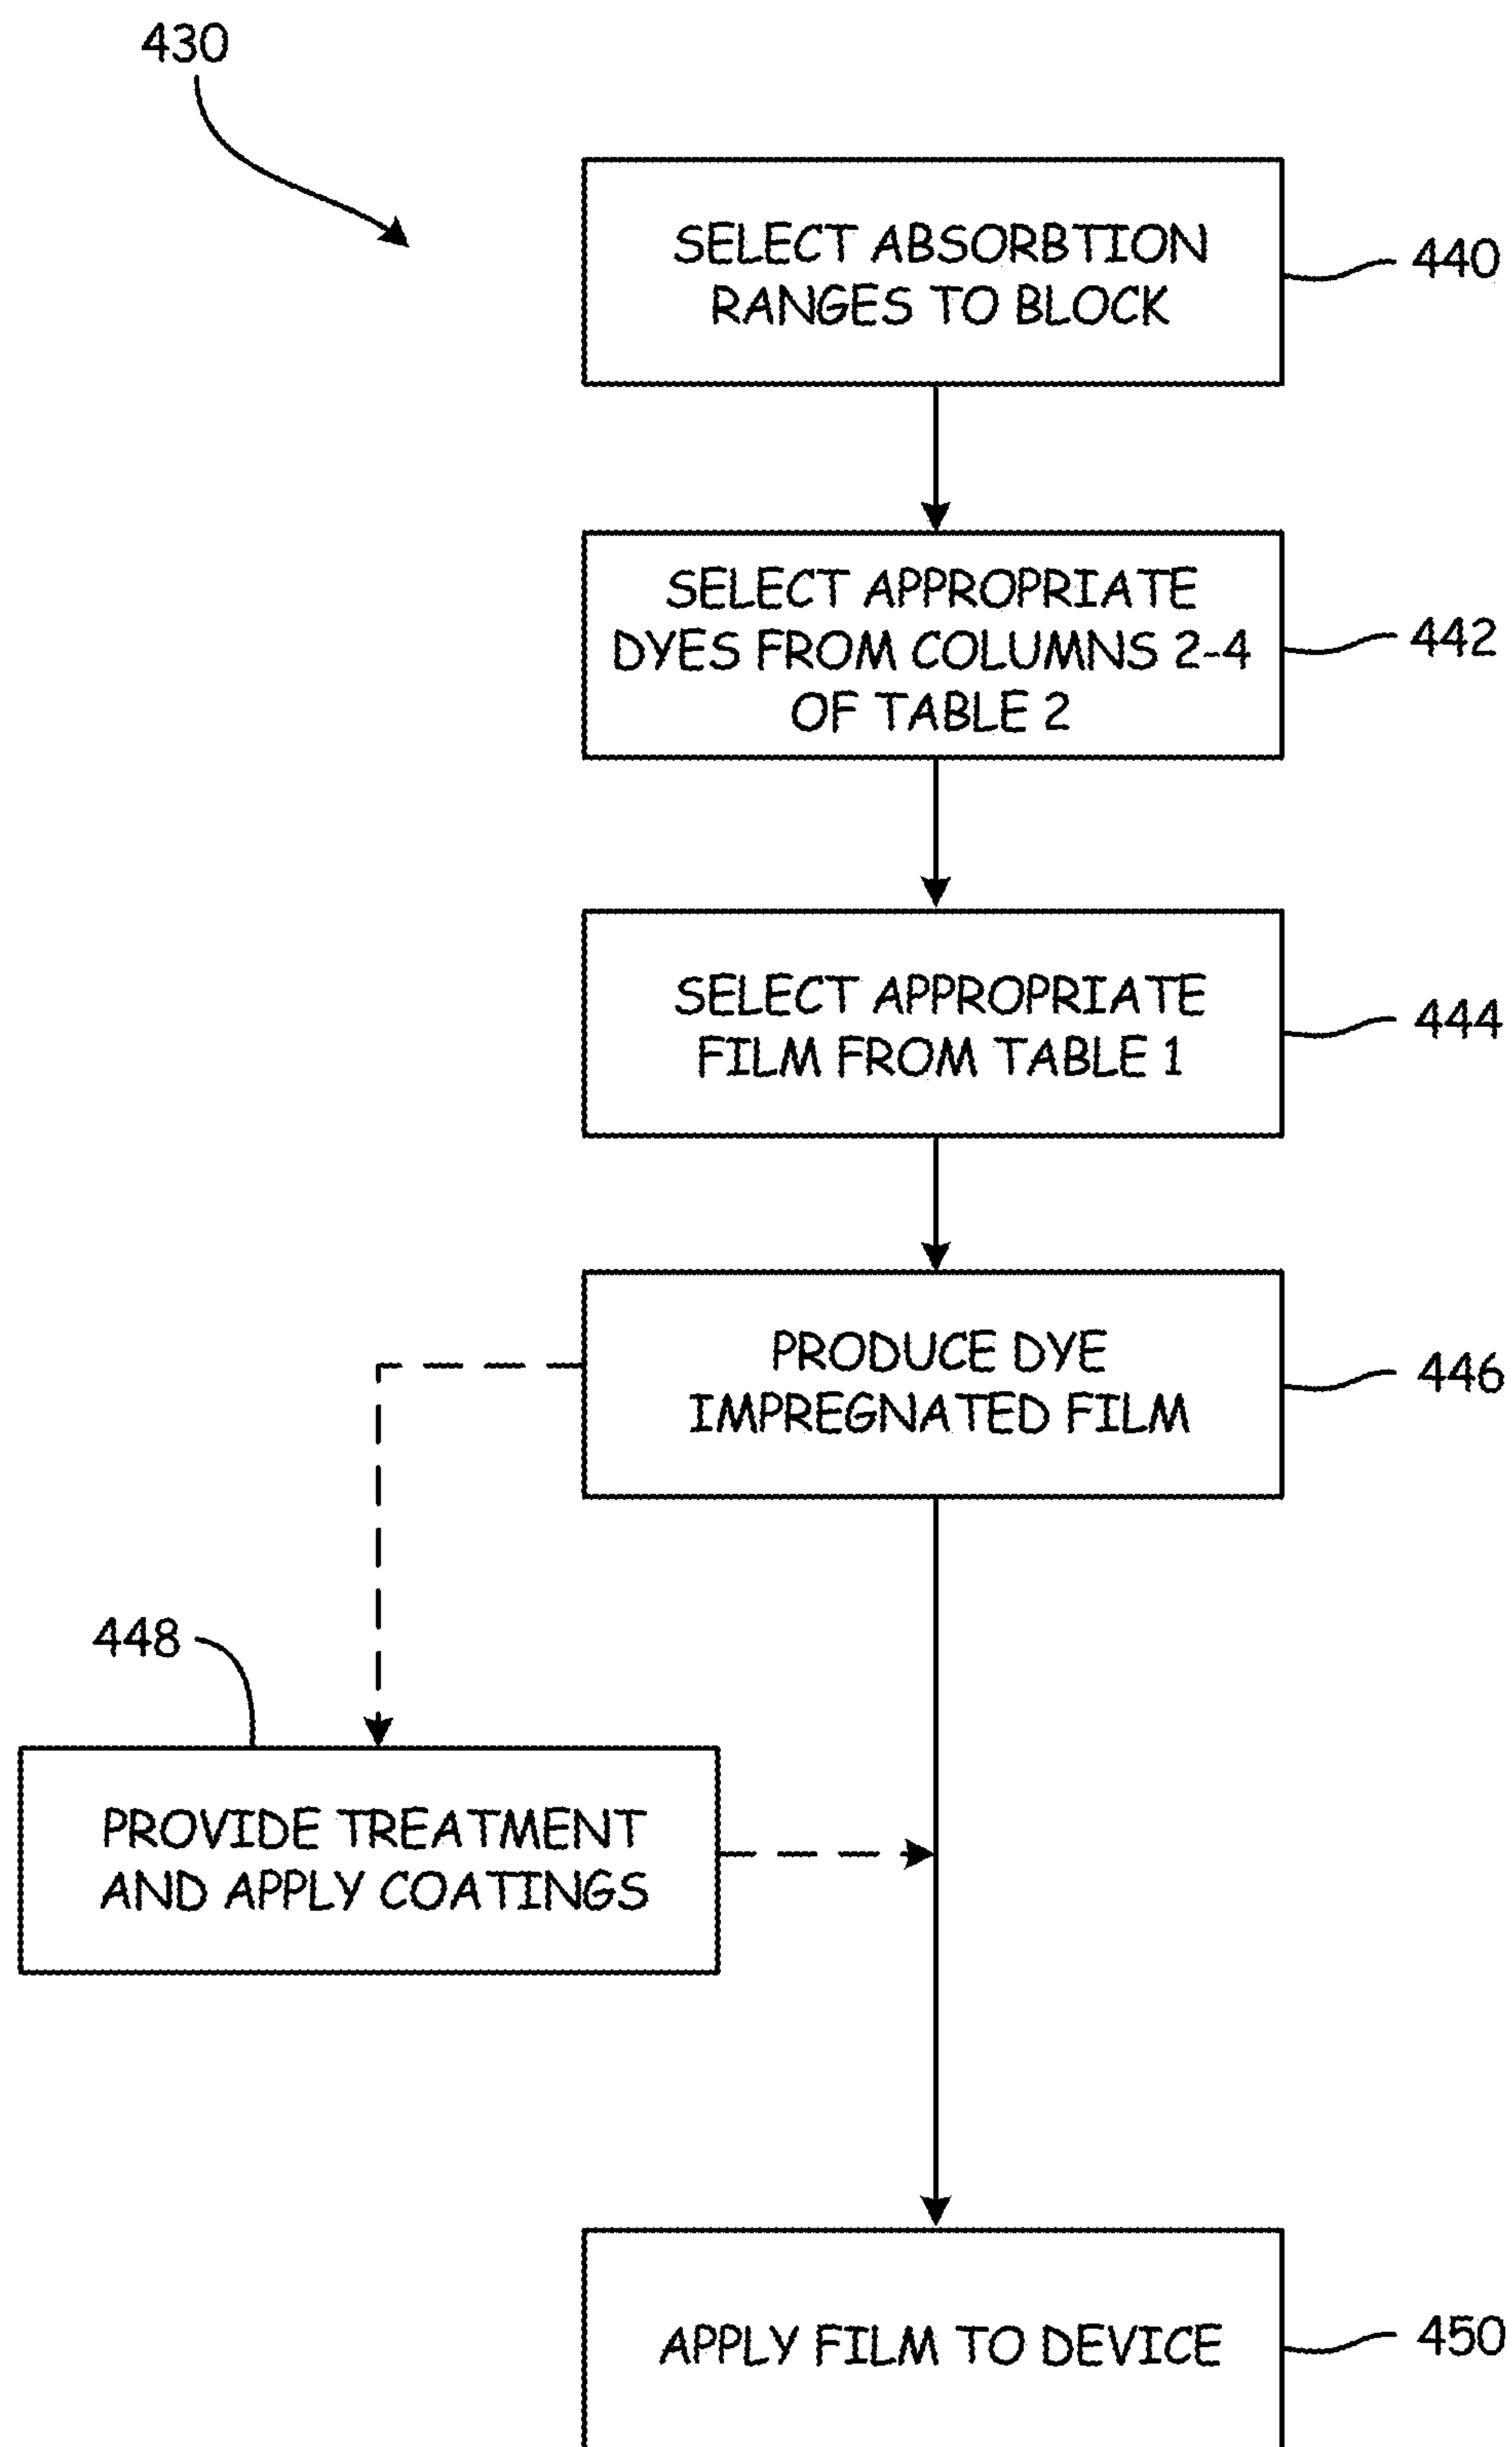 430
SELECT ABSORBTION
RANGES TO BLOCK
440
SELECT APPROPRIATE
DYES FROM COLUMNS 2-4
OF TABLE 2
442
SELECT APPROPRIATE
FILM FROM TABLE 1
444
PRODUCE DYE
IMPREGNATED FILM
446
448
PROVIDE TREATMENT
AND APPLY COATINGS
APPLY FILM TO DEVICE
450